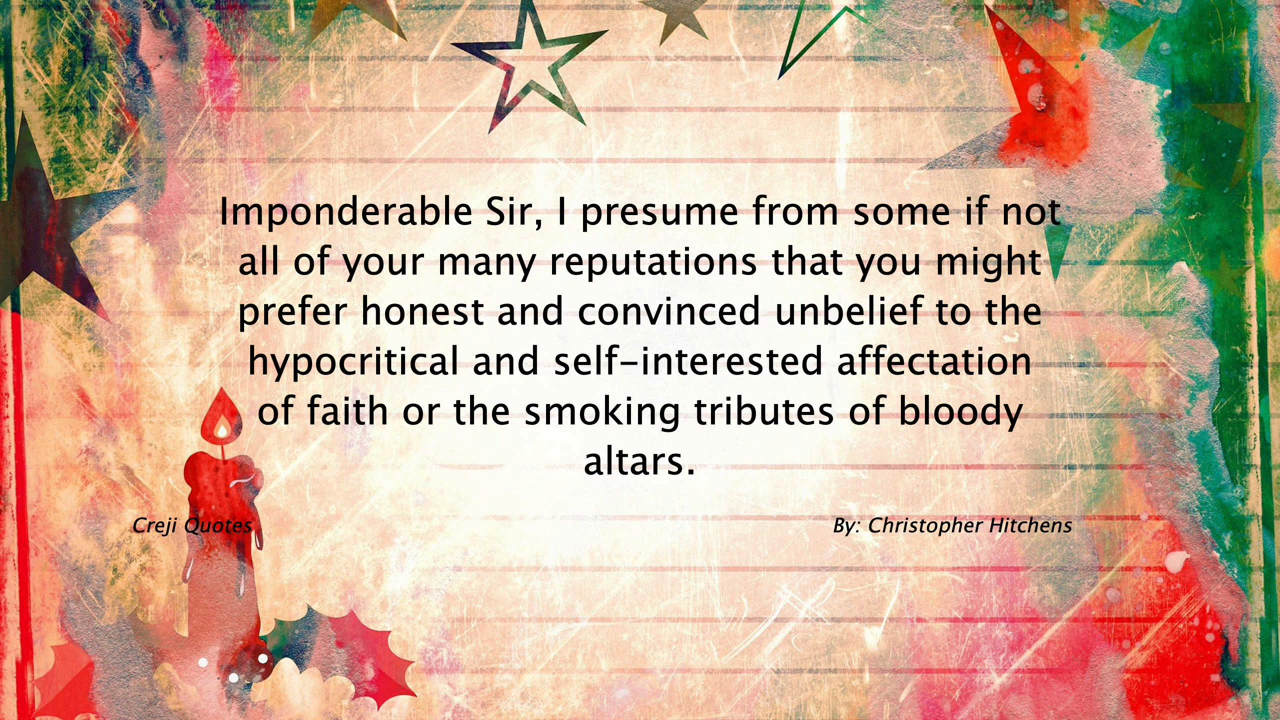 Imponderable Sir, I presume from some if not
all of your many reputations that you might
prefer honest and convinced unbelief to the
hypocritical and self-interested affectation
of faith or the smoking tributes of bloody
altars.
Creji Quotes
By: Christopher Hitchens